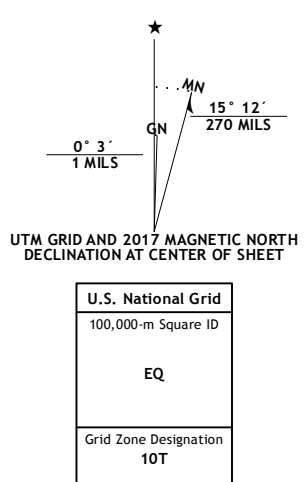 ★
MN
GN
15° 12´
270 MILS
0° 3´
1 MILS
UTM GRID AND 2017 MAGNETIC NORTH
DECLINATION AT CENTER OF SHEET
U.S. National Grid
100,000-m Square ID
EQ
Grid Zone Designation
10T